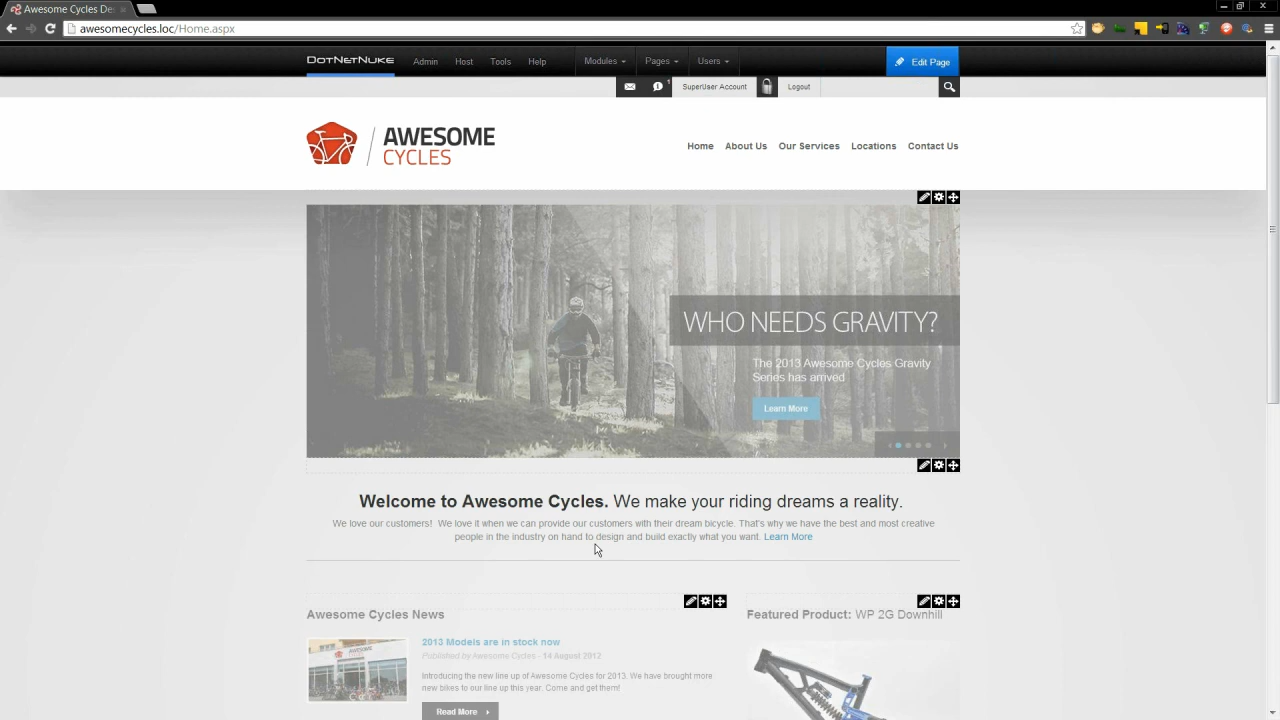 Awesome Cycles De
awesomecycles.loc/Home.aspx
DOTNETNUKE Admin Host Tools Help Modules Pages Users Edit Page
1 SuperUser Account Logout
AWESOME
CYCLES
Home About Us Our Services Locations Contact Us
WHO NEEDS GRAVITY?
The 2013 Awesome Cycles Gravity
Series has arrived
Learn More
Welcome to Awesome Cycles. We make your riding dreams a reality.
We love our customers! We love it when we can provide our customers with their dream bicycle. That's why we have the best and most creative
people in the industry on hand to design and build exactly what you want. Learn More
Awesome Cycles News
Featured Product: WP 2G Downhill
2013 Models are in stock now
Published by Awesome Cycles - 14 August 2012
Introducing the new line up of Awesome Cycles for 2013. We have brought more
new bikes to our line up this year. Come and get them!
Read More
AWESOME
CYCLES